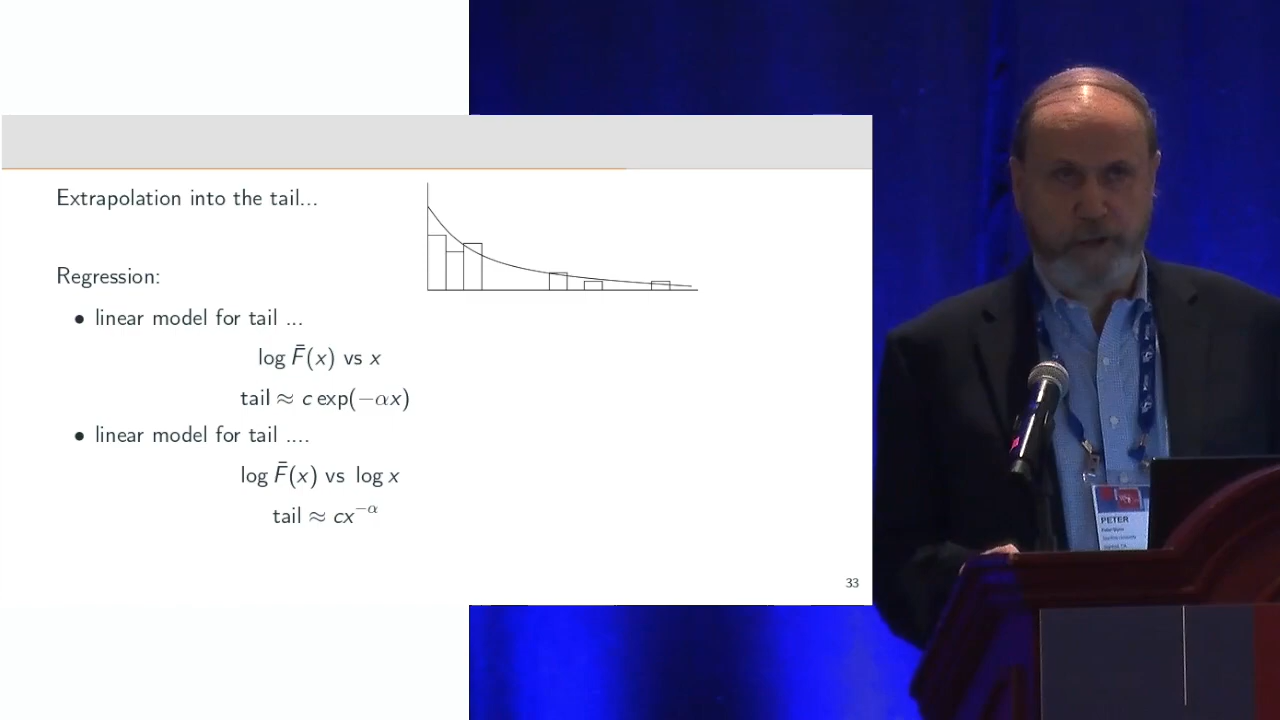 Extrapolation into the tail...
Regression:
• linear model for tail ...
log F̄(x) vs x
tail ≈ c exp(−αx)
• linear model for tail ....
log F̄(x) vs log x
tail ≈ cx^{−α}
33
PETER